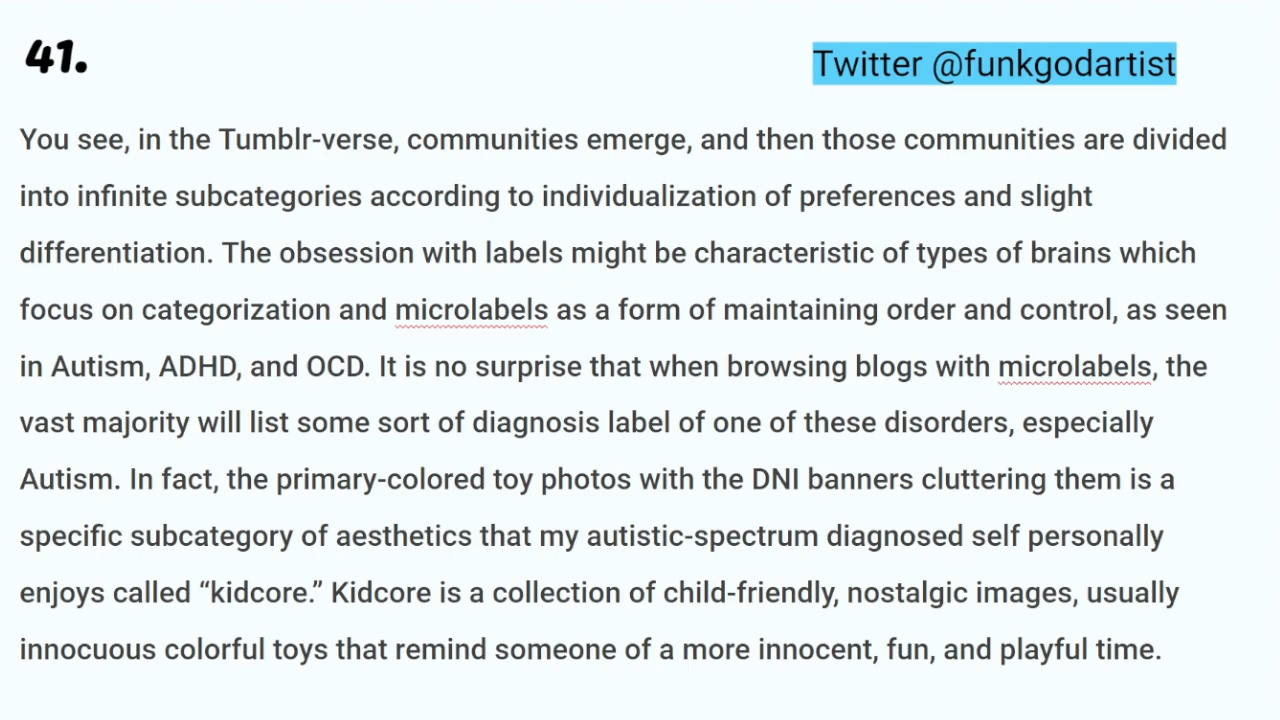 41.
Twitter @funkgodartist
You see, in the Tumblr-verse, communities emerge, and then those communities are divided
into infinite subcategories according to individualization of preferences and slight
differentiation. The obsession with labels might be characteristic of types of brains which
focus on categorization and microlabels as a form of maintaining order and control, as seen
in Autism, ADHD, and OCD. It is no surprise that when browsing blogs with microlabels, the
vast majority will list some sort of diagnosis label of one of these disorders, especially
Autism. In fact, the primary-colored toy photos with the DNI banners cluttering them is a
specific subcategory of aesthetics that my autistic-spectrum diagnosed self personally
enjoys called “kidcore.” Kidcore is a collection of child-friendly, nostalgic images, usually
innocuous colorful toys that remind someone of a more innocent, fun, and playful time.